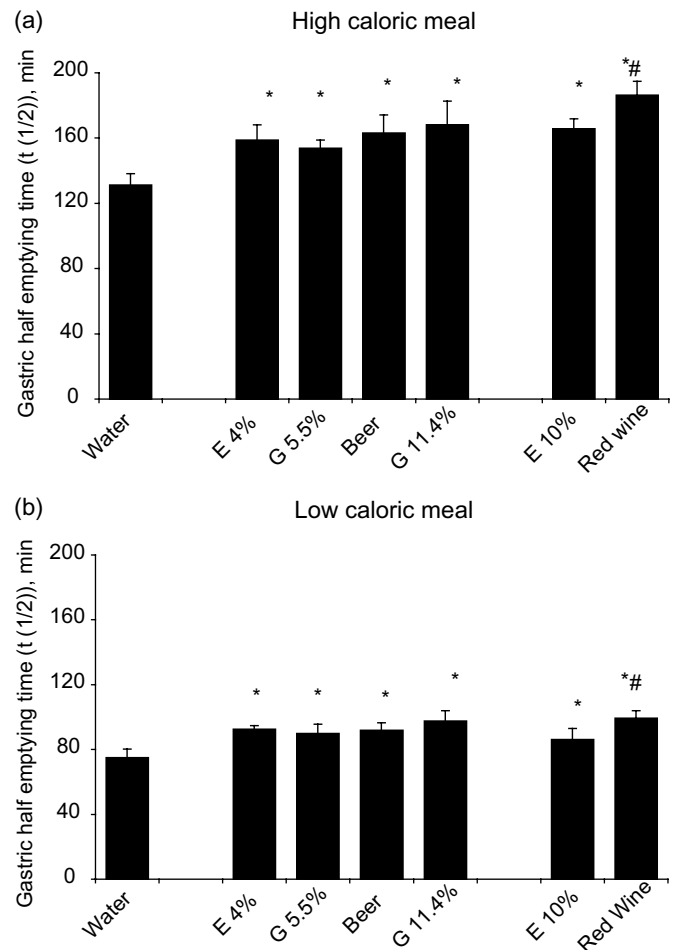 (a)
High caloric meal
Gastric half emptying time (t (1/2)), min
200
160
120
80
40
0
* * * * * *#
Water E 4% G 5.5% Beer G 11.4% E 10% Red wine
(b)
Low caloric meal
Gastric half emptying time (t (1/2)), min
200
160
120
80
40
0
* * * * * *#
Water E 4% G 5.5% Beer G 11.4% E 10% Red Wine